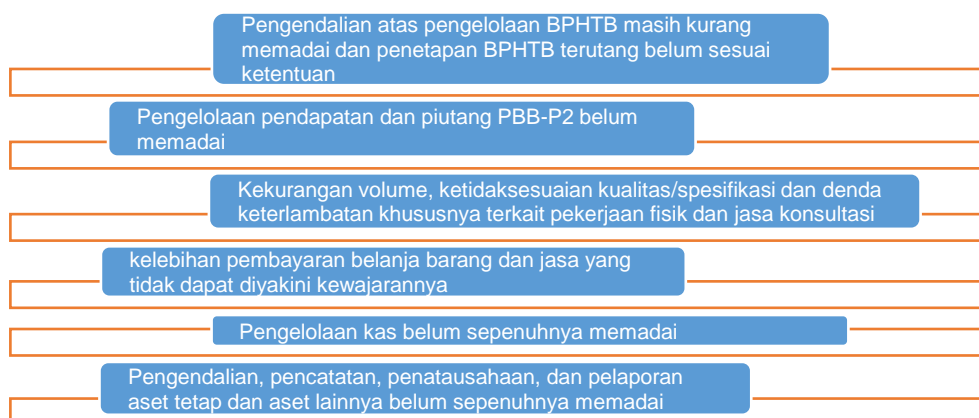 Pengendalian atas pengelolaan BPHTB masih kurang
memadai dan penetapan BPHTB terutang belum sesuai
ketentuan
Pengelolaan pendapatan dan piutang PBB-P2 belum
memadai
Kekurangan volume, ketidaksesuaian kualitas/spesifikasi dan denda
keterlambatan khususnya terkait pekerjaan fisik dan jasa konsultasi
kelebihan pembayaran belanja barang dan jasa yang
tidak dapat diyakini kewajarannya
Pengelolaan kas belum sepenuhnya memadai
Pengendalian, pencatatan, penatausahaan, dan pelaporan
aset tetap dan aset lainnya belum sepenuhnya memadai